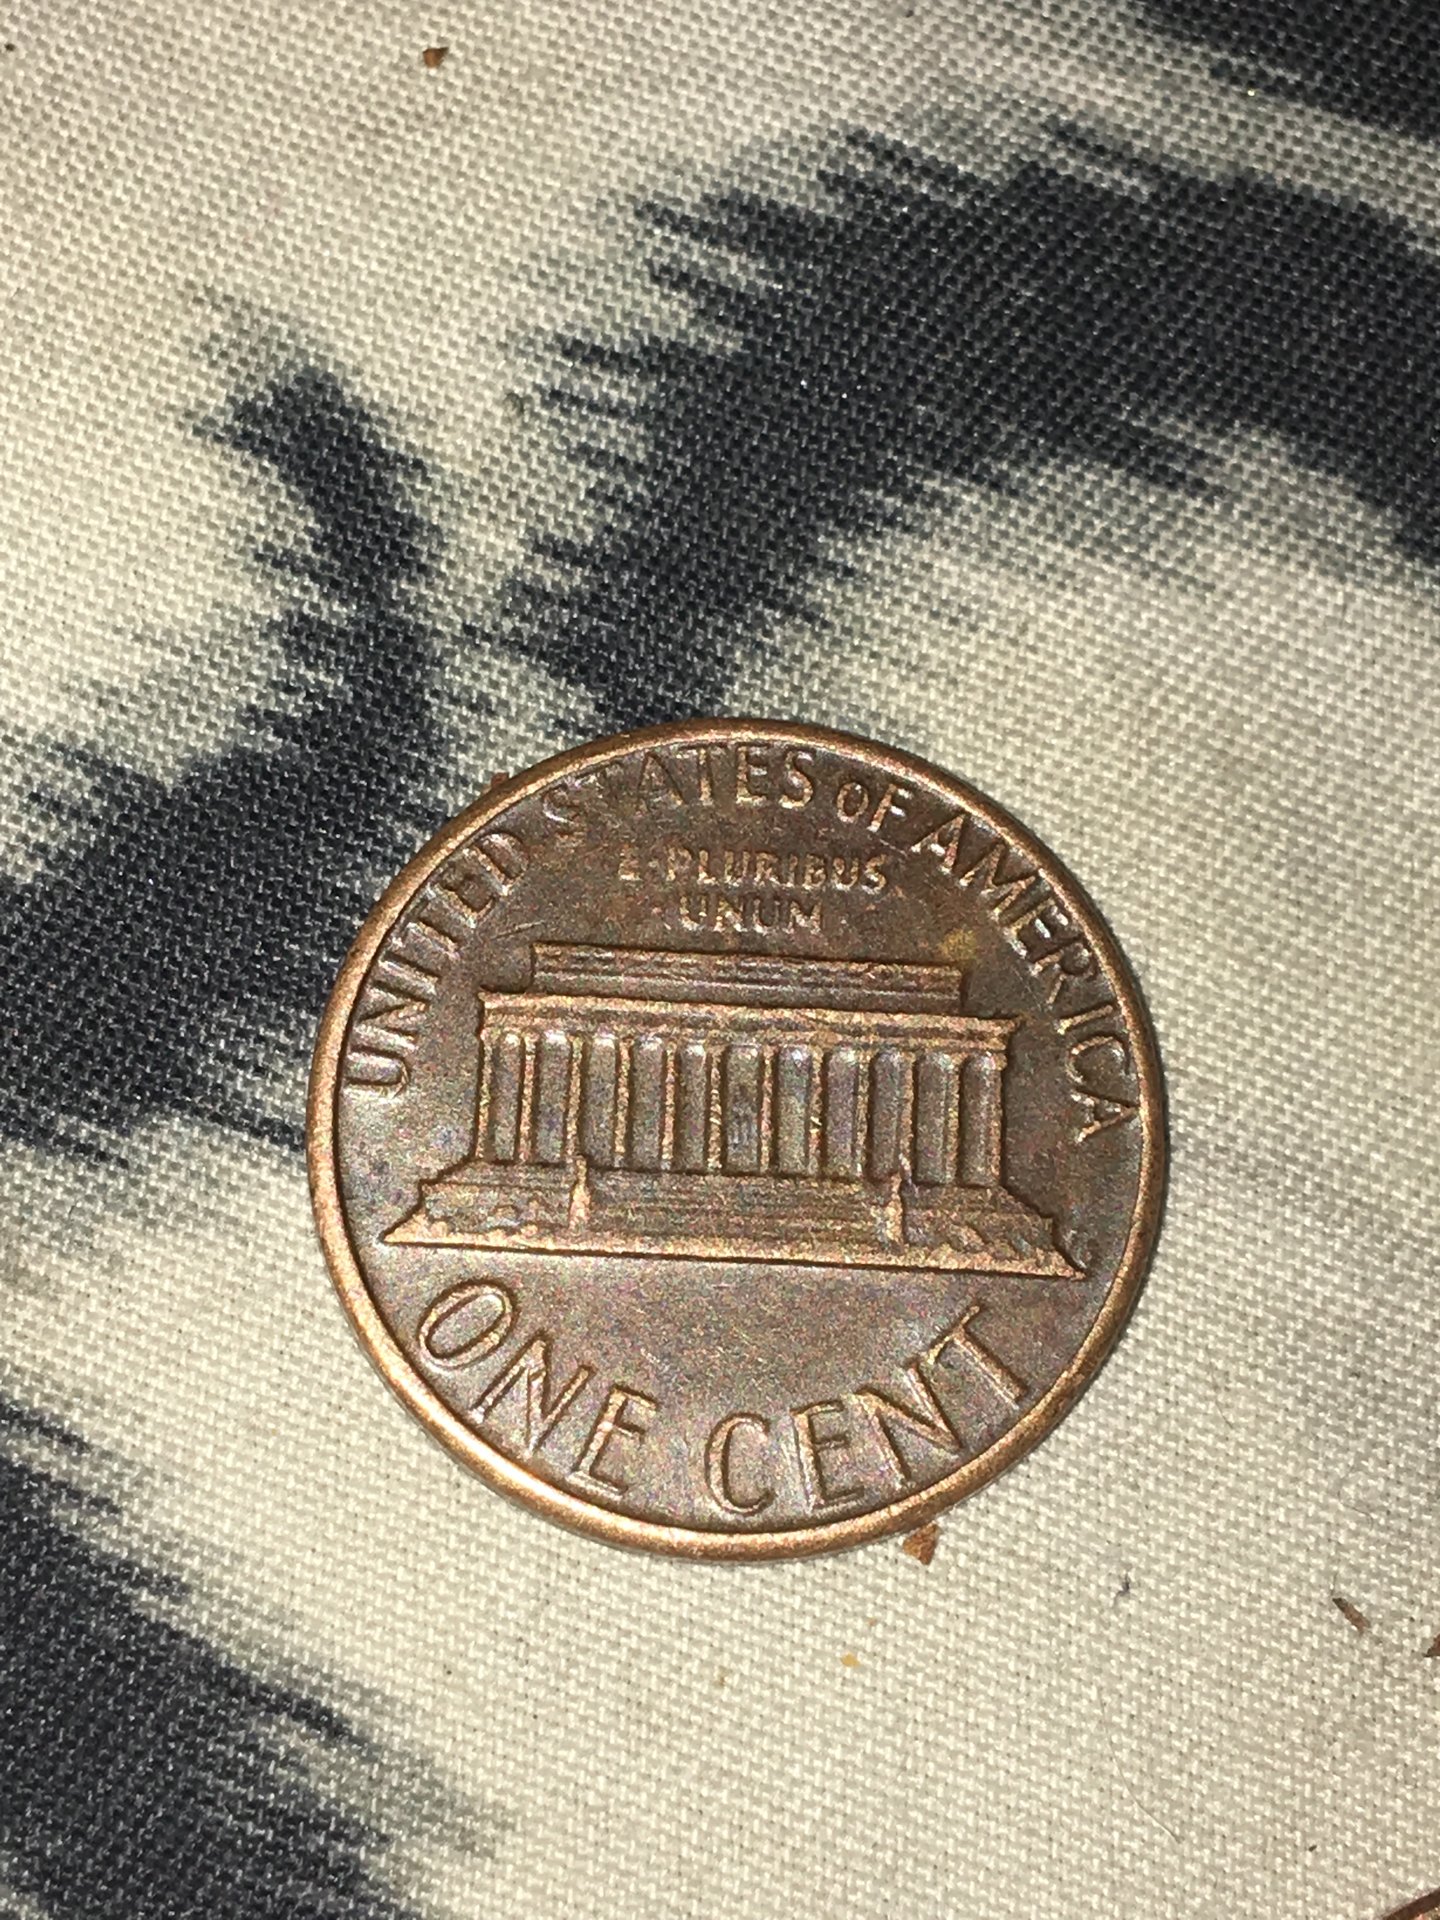 UNITED STATES OF AMERICA
E PLURIBUS
UNUM
ONE CENT